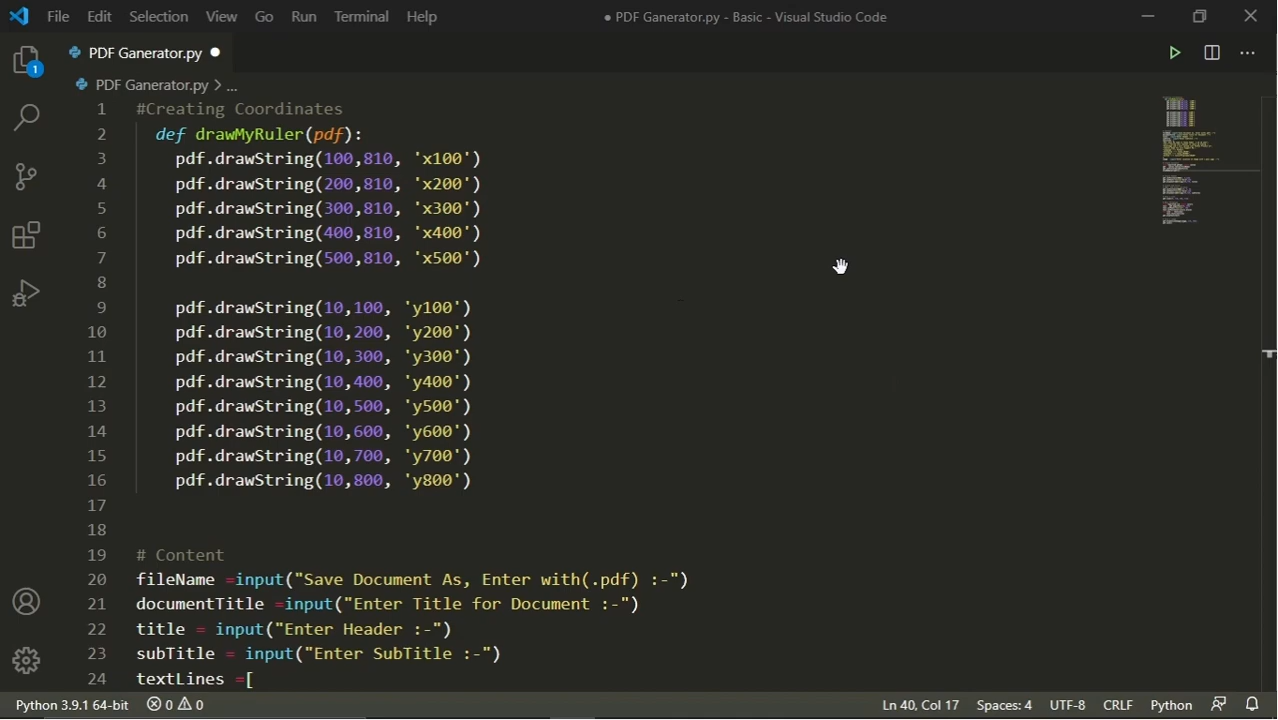 File Edit Selection View Go Run Terminal Help ● PDF Ganerator.py - Basic - Visual Studio Code
PDF Ganerator.py ●
PDF Ganerator.py > ...
1 #Creating Coordinates
2 def drawMyRuler(pdf):
3 pdf.drawString(100,810, 'x100')
4 pdf.drawString(200,810, 'x200')
5 pdf.drawString(300,810, 'x300')
6 pdf.drawString(400,810, 'x400')
7 pdf.drawString(500,810, 'x500')
8
9 pdf.drawString(10,100, 'y100')
10 pdf.drawString(10,200, 'y200')
11 pdf.drawString(10,300, 'y300')
12 pdf.drawString(10,400, 'y400')
13 pdf.drawString(10,500, 'y500')
14 pdf.drawString(10,600, 'y600')
15 pdf.drawString(10,700, 'y700')
16 pdf.drawString(10,800, 'y800')
17
18
19 # Content
20 fileName =input("Save Document As, Enter with(.pdf) :-")
21 documentTitle =input("Enter Title for Document :-")
22 title = input("Enter Header :-")
23 subTitle = input("Enter SubTitle :-")
24 textLines =[
1
Python 3.9.1 64-bit 0 0 Ln 40, Col 17 Spaces: 4 UTF-8 CRLF Python